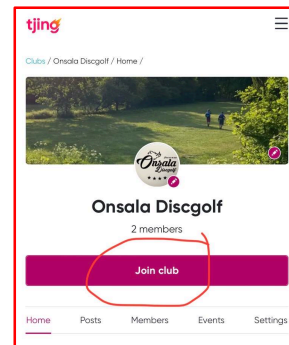 tjing
Clubs / Onsala Discgolf / Home /
Onsala
Discgolf
Onsala Discgolf
2 members
Join club
Home Posts Members Events Settings